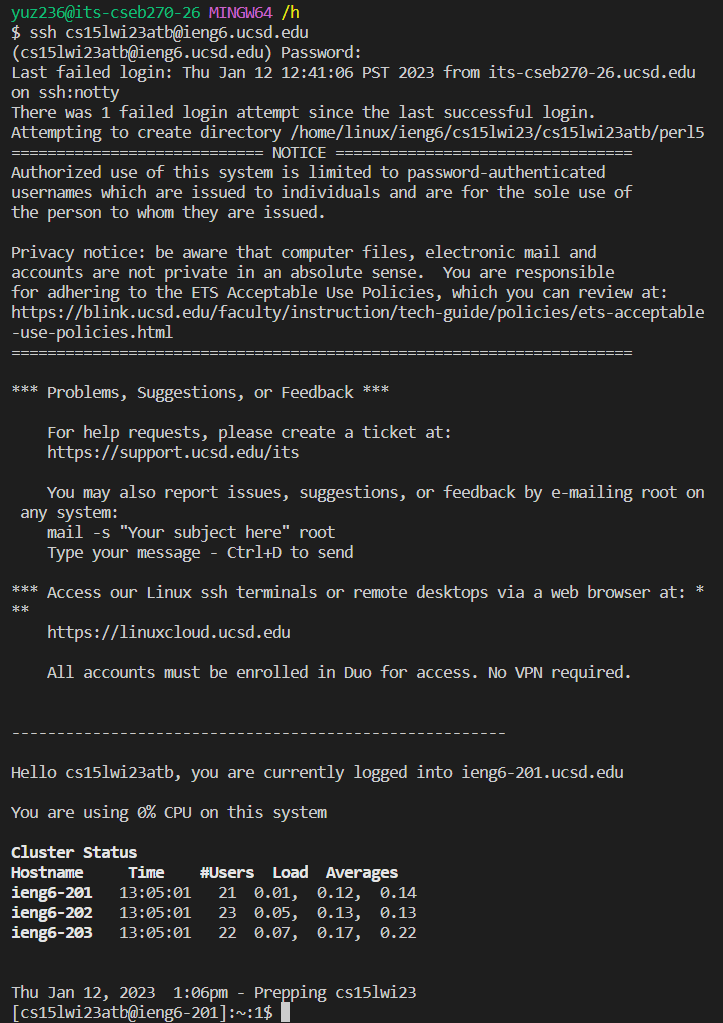 yuz236@its-cseb270-26 MINGW64 /h
$ ssh cs15lwi23atb@ieng6.ucsd.edu
(cs15lwi23atb@ieng6.ucsd.edu) Password:
Last failed login: Thu Jan 12 12:41:06 PST 2023 from its-cseb270-26.ucsd.edu
on ssh:notty
There was 1 failed login attempt since the last successful login.
Attempting to create directory /home/linux/ieng6/cs15lwi23/cs15lwi23atb/perl5
============================ NOTICE =================================
Authorized use of this system is limited to password-authenticated
usernames which are issued to individuals and are for the sole use of
the person to whom they are issued.

Privacy notice: be aware that computer files, electronic mail and
accounts are not private in an absolute sense.  You are responsible
for adhering to the ETS Acceptable Use Policies, which you can review at:
https://blink.ucsd.edu/faculty/instruction/tech-guide/policies/ets-acceptable
-use-policies.html
=====================================================================

*** Problems, Suggestions, or Feedback ***

    For help requests, please create a ticket at:
    https://support.ucsd.edu/its

    You may also report issues, suggestions, or feedback by e-mailing root on
 any system:
    mail -s "Your subject here" root
    Type your message - Ctrl+D to send

*** Access our Linux ssh terminals or remote desktops via a web browser at: *
**
    https://linuxcloud.ucsd.edu

    All accounts must be enrolled in Duo for access. No VPN required.


-------------------------------------------------------

Hello cs15lwi23atb, you are currently logged into ieng6-201.ucsd.edu

You are using 0% CPU on this system

Cluster Status
Hostname     Time    #Users  Load  Averages
ieng6-201   13:05:01   21  0.01,  0.12,  0.14
ieng6-202   13:05:01   23  0.05,  0.13,  0.13
ieng6-203   13:05:01   22  0.07,  0.17,  0.22


Thu Jan 12, 2023  1:06pm - Prepping cs15lwi23
[cs15lwi23atb@ieng6-201]:~:1$